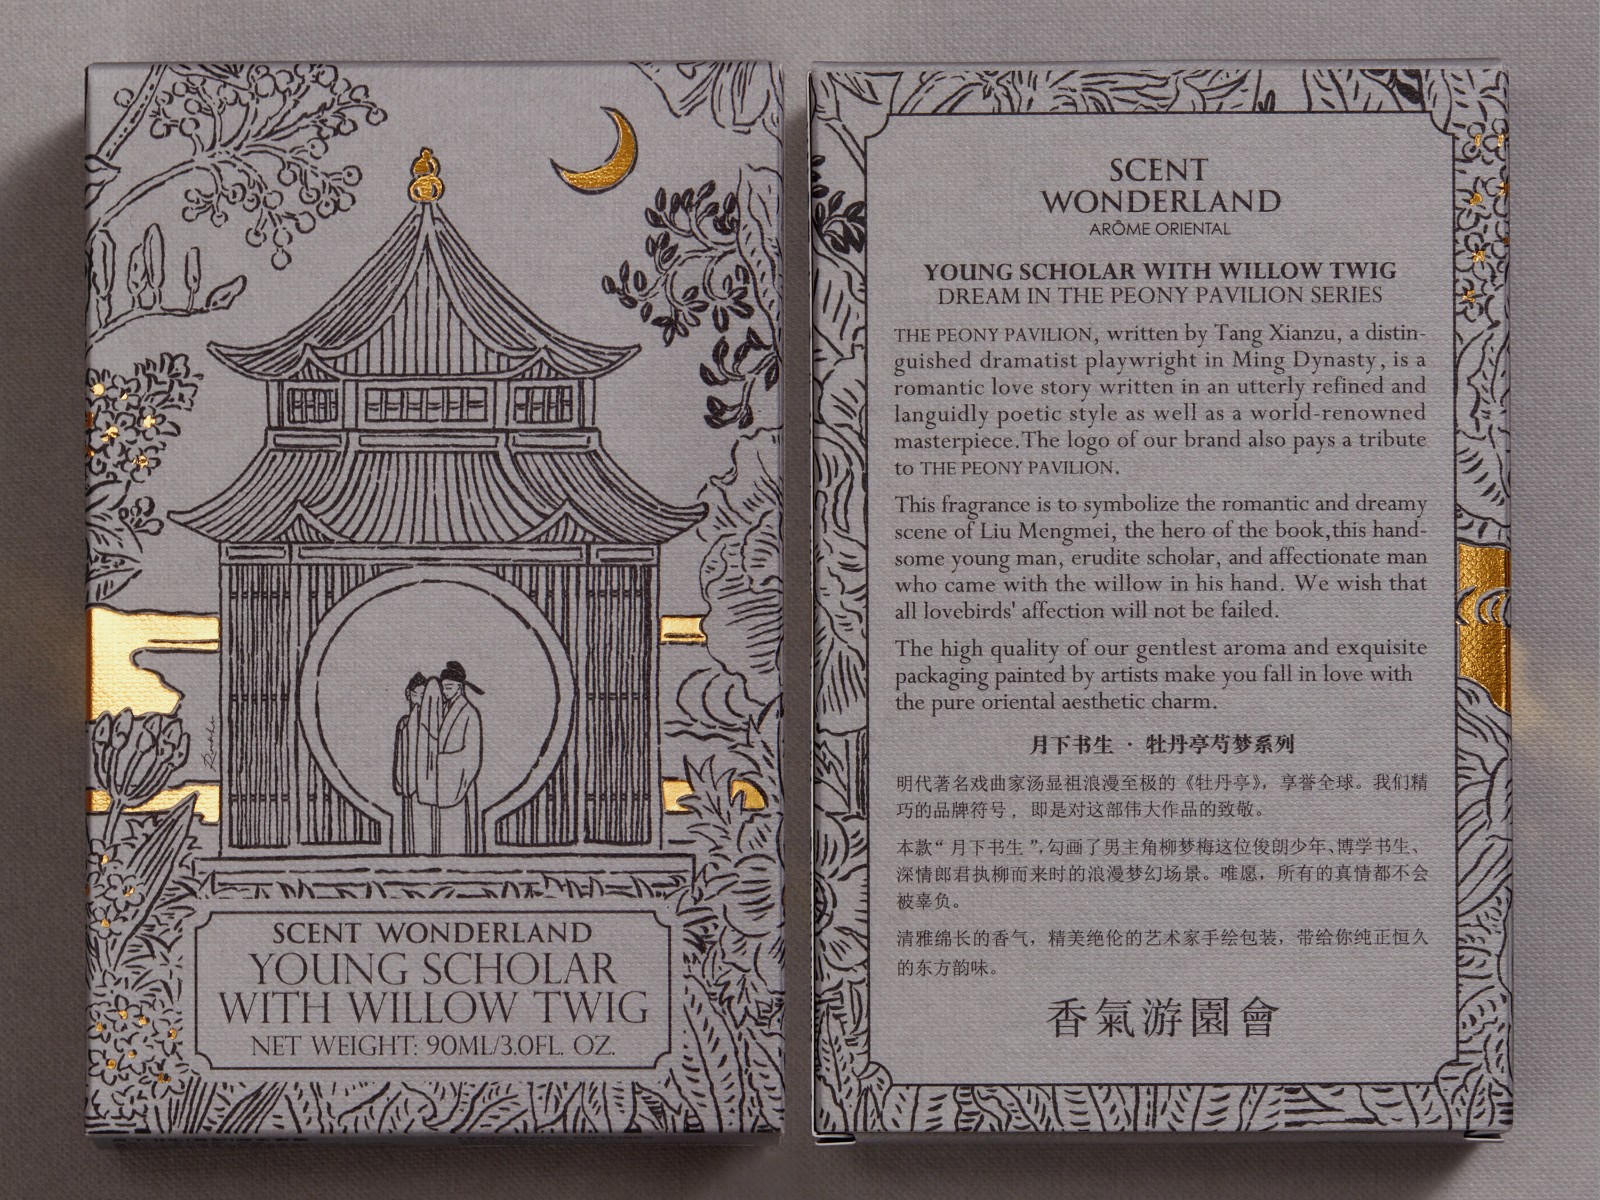 SCENT WONDERLAND
YOUNG SCHOLAR
WITH WILLOW TWIG
NET WEIGHT: 90ML/3.0FL. OZ.
SCENT
WONDERLAND
ARÔME ORIENTAL
YOUNG SCHOLAR WITH WILLOW TWIG
DREAM IN THE PEONY PAVILION SERIES
THE PEONY PAVILION, written by Tang Xianzu, a distin-
guished dramatist playwright in Ming Dynasty, is a
romantic love story written in an utterly refined and
languidly poetic style as well as a world-renowned
masterpiece.The logo of our brand also pays a tribute
to THE PEONY PAVILION.
This fragrance is to symbolize the romantic and dreamy
scene of Liu Mengmei, the hero of the book,this hand-
some young man, erudite scholar, and affectionate man
who came with the willow in his hand. We wish that
all lovebirds' affection will not be failed.
The high quality of our gentlest aroma and exquisite
packaging painted by artists make you fall in love with
the pure oriental aesthetic charm.
月下书生 · 牡丹亭芍梦系列
明代著名戏曲家汤显祖浪漫至极的《牡丹亭》，享誉全球。我们精
巧的品牌符号，即是对这部伟大作品的致敬。
本款“月下书生”，勾画了男主角柳梦梅这位俊朗少年、博学书生、
深情郎君执柳而来时的浪漫梦幻场景。唯愿，所有的真情都不会
被辜负。
清雅绵长的香气，精美绝伦的艺术家手绘包装，带给你纯正恒久
的东方韵味。
香氣游園會